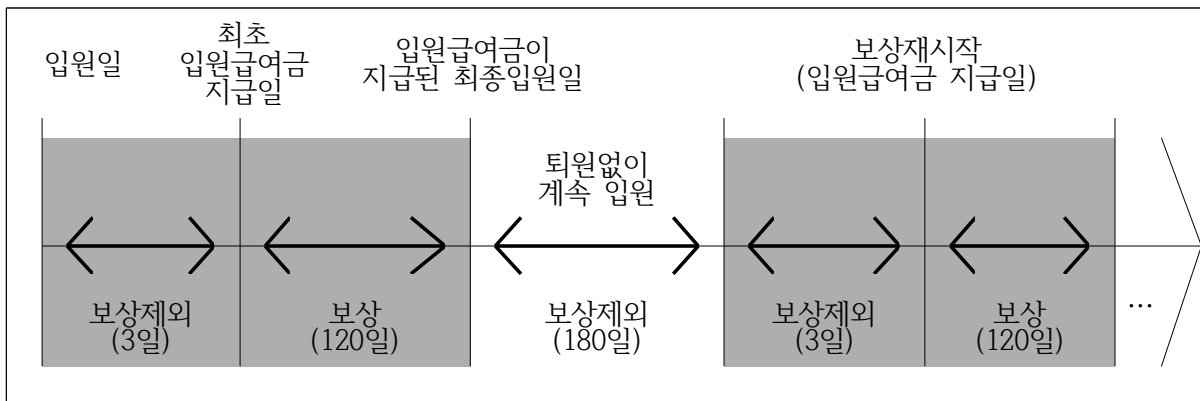 입원일
최초
입원급여금
지급일
입원급여금이
지급된 최종입원일
보상재시작
(입원급여금 지급일)
퇴원없이
계속 입원
보상제외
(3일)
보상
(120일)
보상제외
(180일)
보상제외
(3일)
보상
(120일)
…